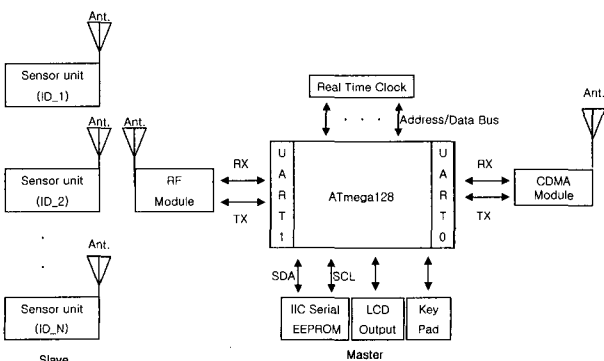 Ant.
Sensor unit
(iD_1)
Ant.
Sensor unit
(ID_2)
.
.
Ant.
Sensor unit
(iD_N)
Slave
Ant.
RF
Module
RX
TX
Real Time Clock
. . .
Address/Data Bus
UART1
ATmega128
UART0
RX
TX
Ant.
CDMA
Module
SDA
SCL
IIC Serial
EEPROM
LCD
Output
Key
Pad
Master